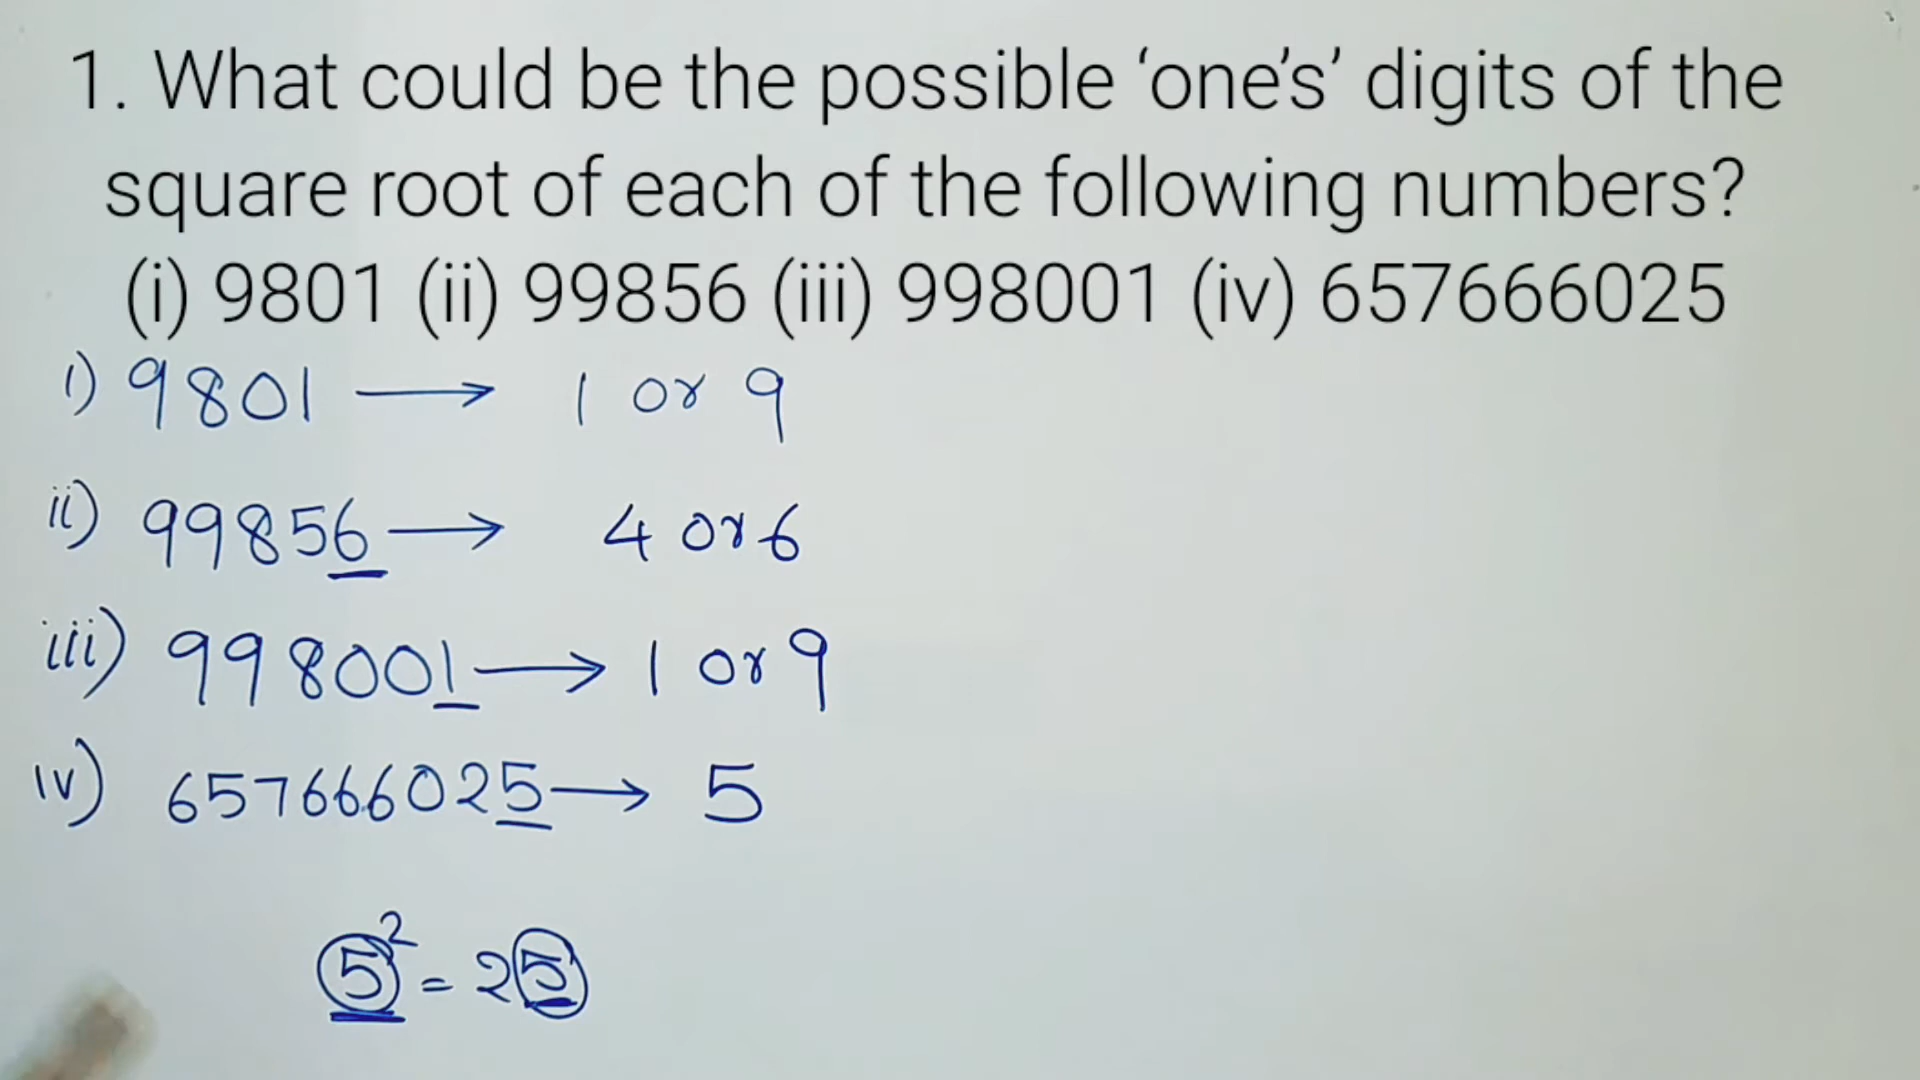 1. What could be the possible ‘one’s’ digits of the
square root of each of the following numbers?
(i) 9801 (ii) 99856 (iii) 998001 (iv) 657666025
i) 9801 → 1 or 9
ii) 99856 → 4 or 6
iii) 998001 → 1 or 9
iv) 657666025 → 5
5² = 25